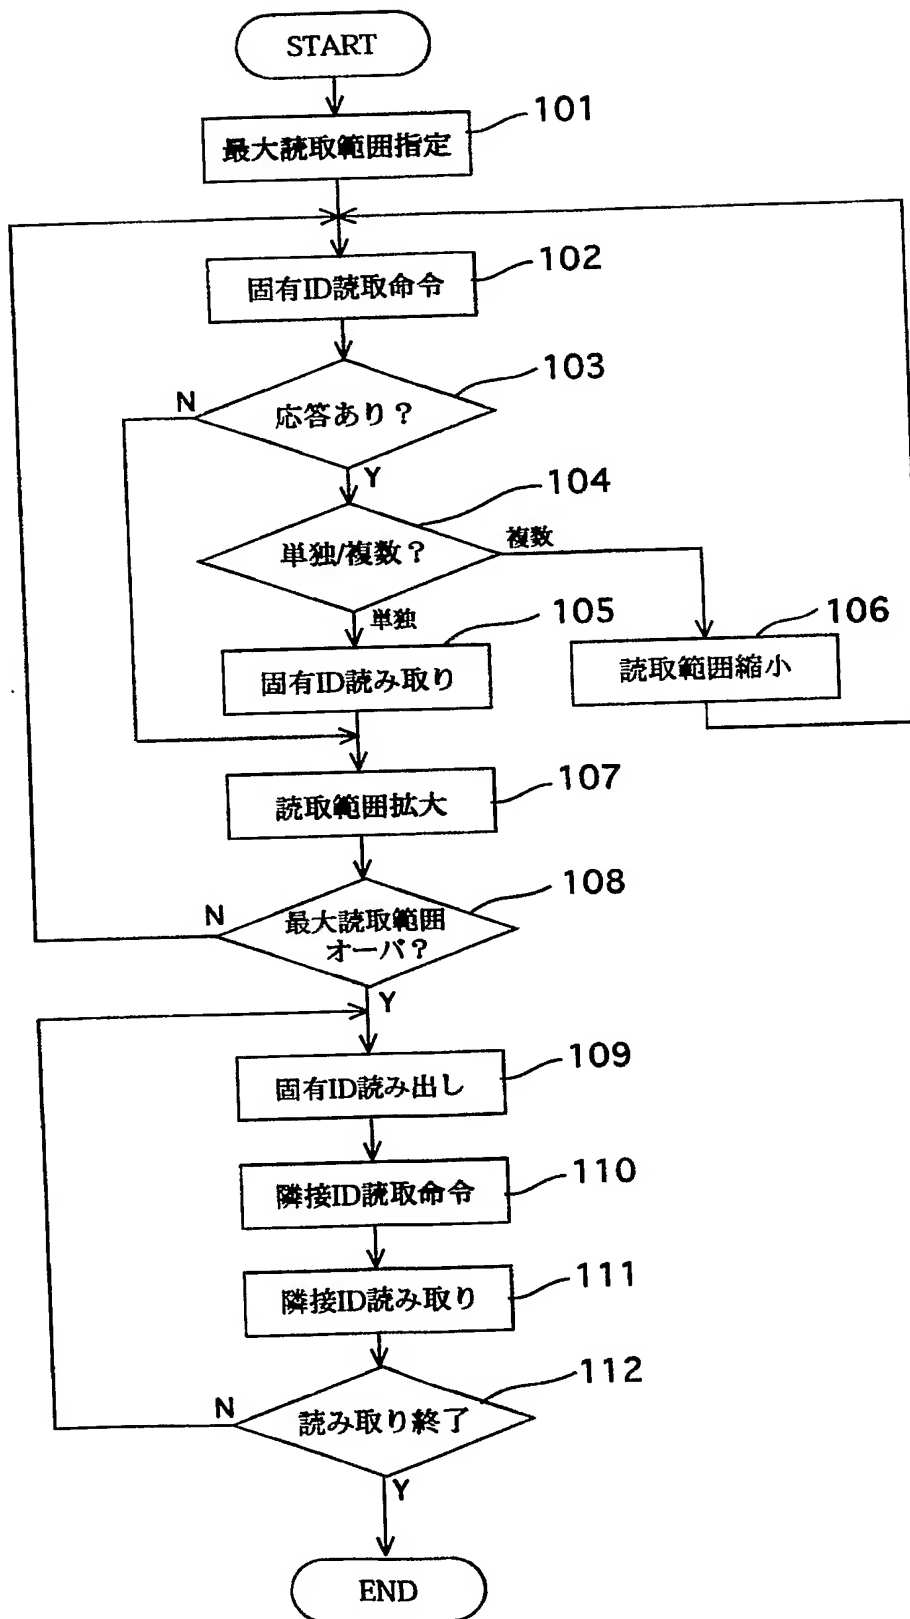 START
101
最大読取範囲指定
102
固有ID読取命令
103
N
応答あり？
Y
104
単独/複数？
複数
単独
105
106
固有ID読み取り
読取範囲縮小
107
読取範囲拡大
108
N
最大読取範囲
オーバ？
Y
109
固有ID読み出し
110
隣接ID読取命令
111
隣接ID読み取り
112
N
読み取り終了
Y
END